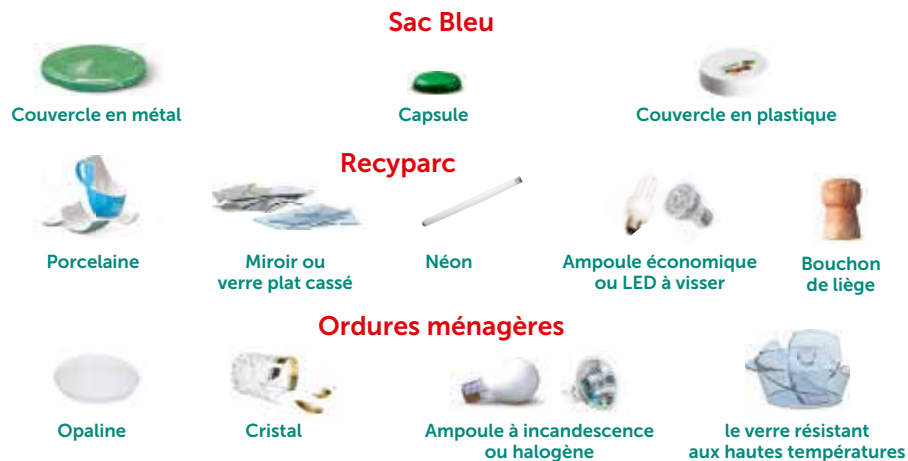 Sac Bleu
Couvercle en métal
Capsule
Couvercle en plastique
Recyparc
Porcelaine
Miroir ou
verre plat cassé
Néon
Ampoule économique
ou LED à visser
Bouchon
de liège
Ordures ménagères
Opaline
Cristal
Ampoule à incandescence
ou halogène
le verre résistant
aux hautes températures